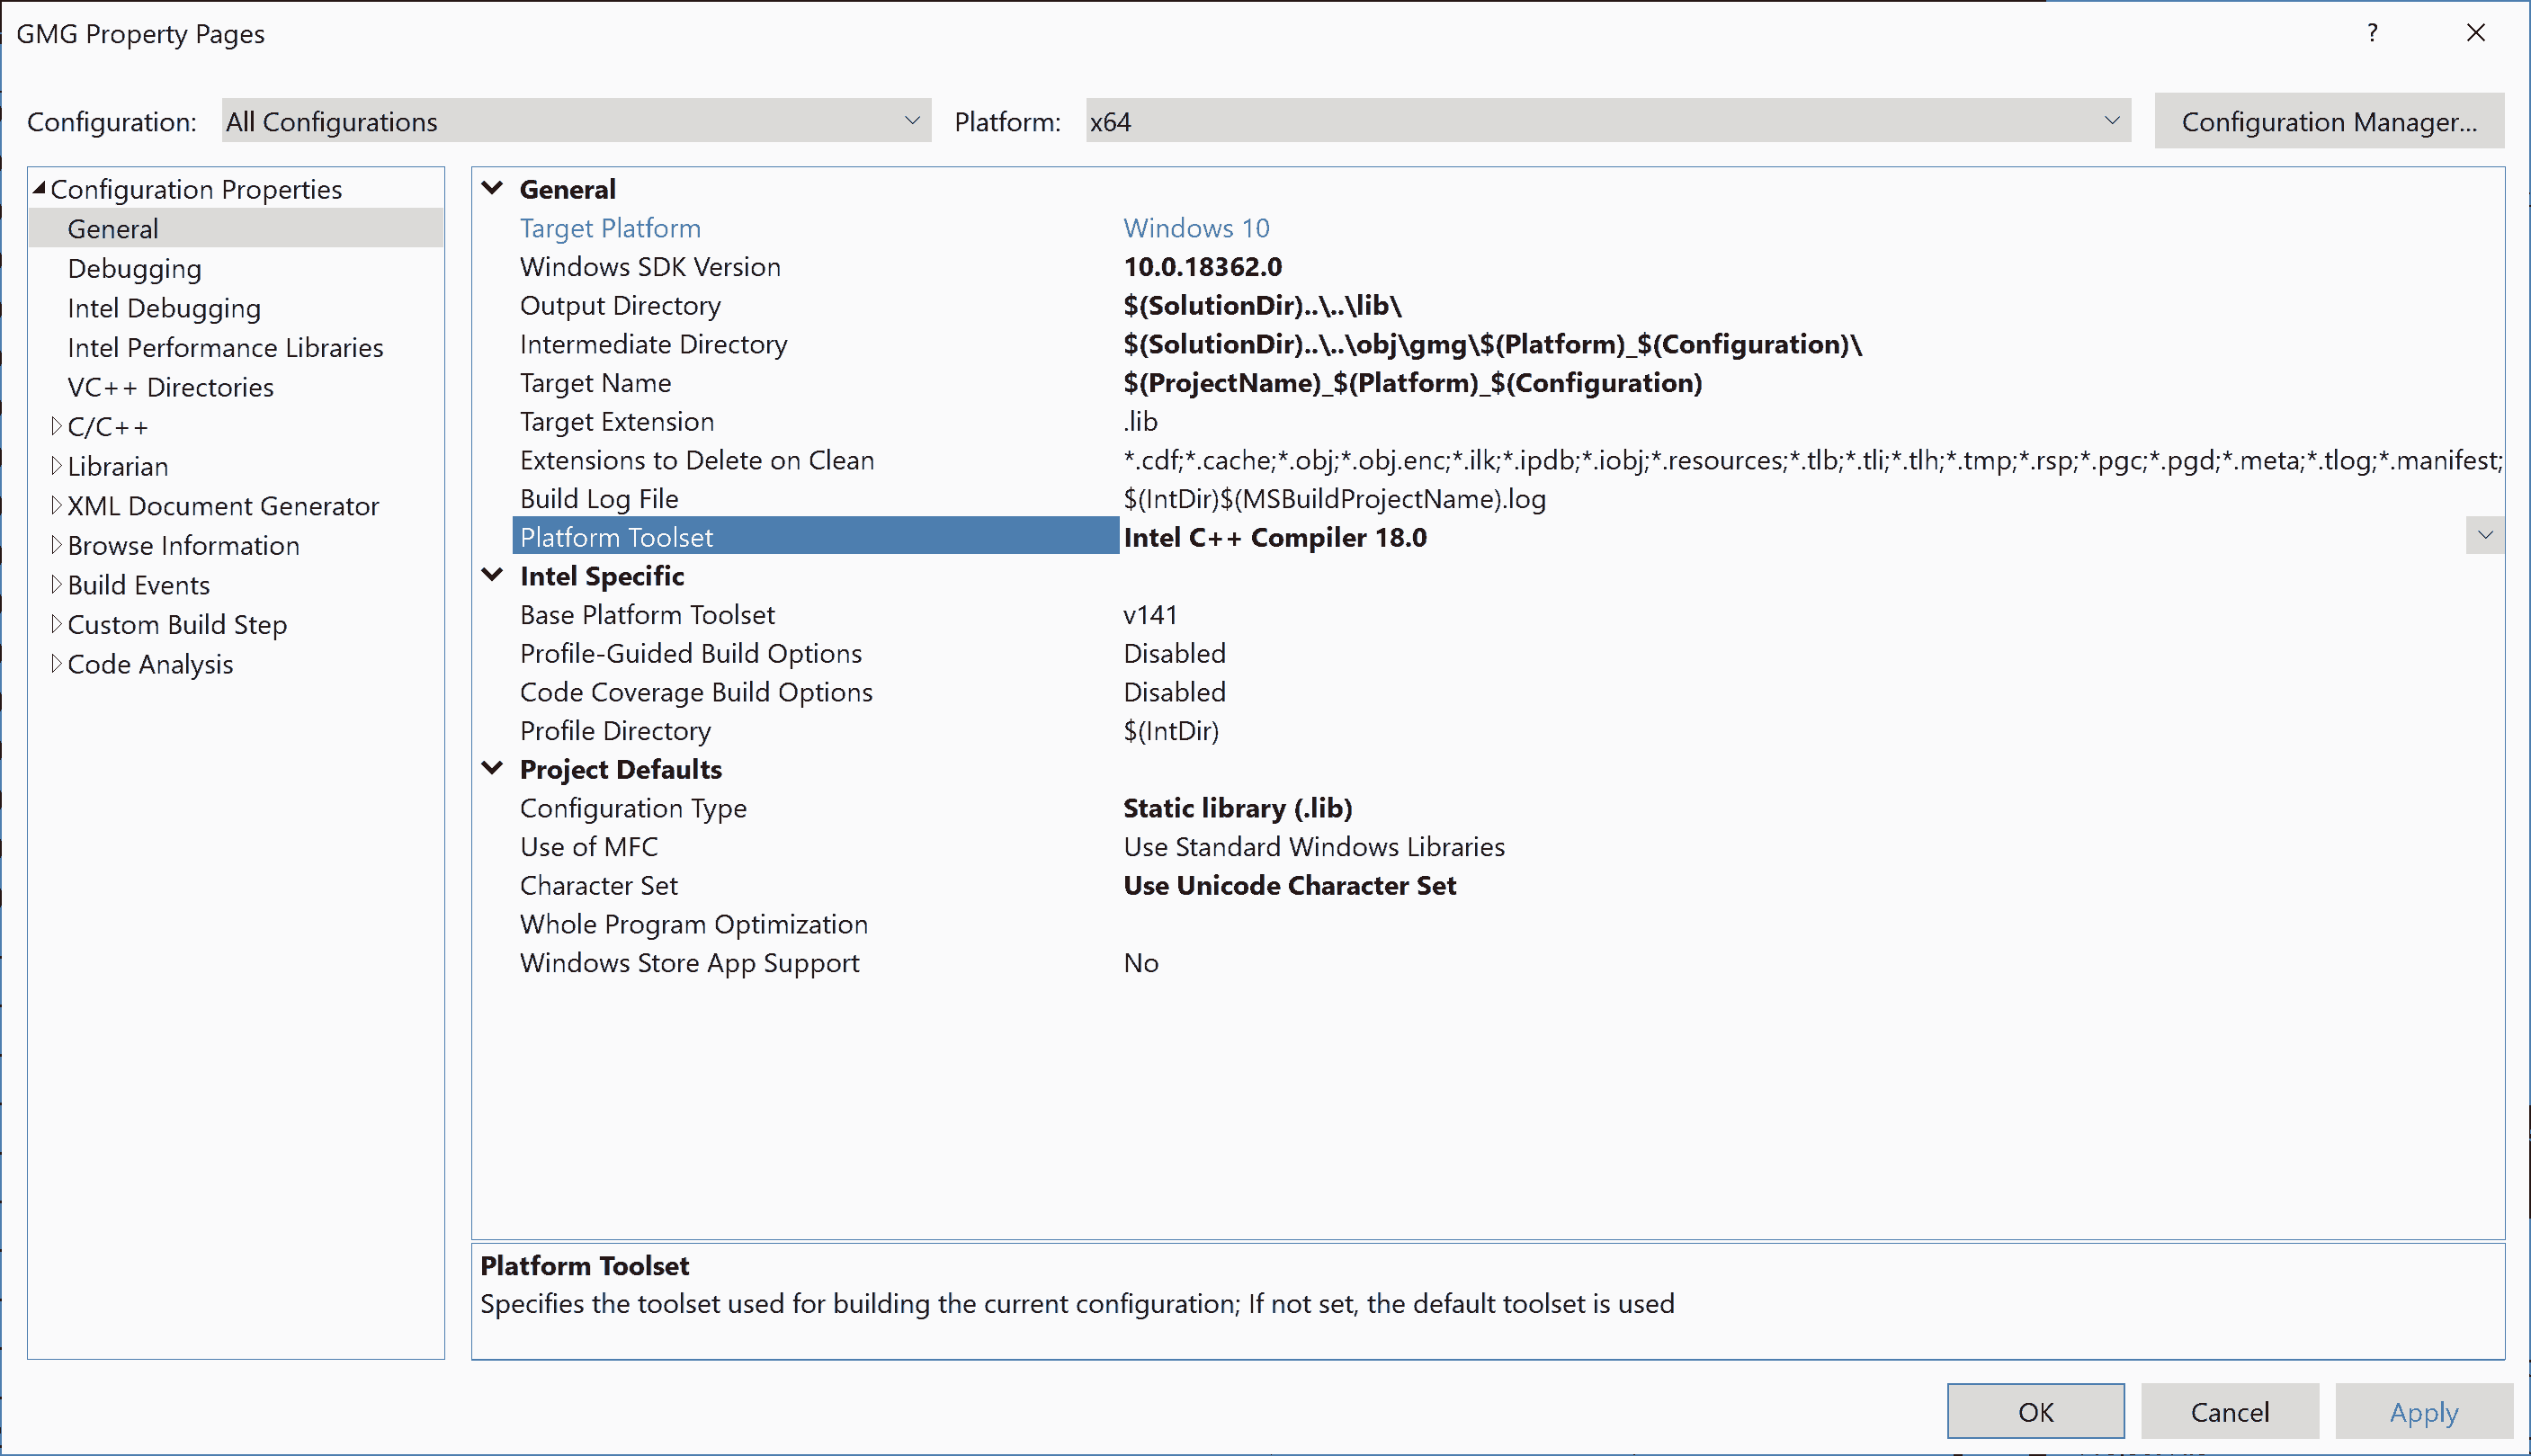 GMG Property Pages
?
Configuration: All Configurations Platform: x64 Configuration Manager...
Configuration Properties
General
Debugging
Intel Debugging
Intel Performance Libraries
VC++ Directories
C/C++
Librarian
XML Document Generator
Browse Information
Build Events
Custom Build Step
Code Analysis
General
Target Platform Windows 10
Windows SDK Version 10.0.18362.0
Output Directory $(SolutionDir)..\..\lib\
Intermediate Directory $(SolutionDir)..\..\obj\gmg\$(Platform)_$(Configuration)\
Target Name $(ProjectName)_$(Platform)_$(Configuration)
Target Extension .lib
Extensions to Delete on Clean *.cdf;*.cache;*.obj;*.obj.enc;*.ilk;*.ipdb;*.iobj;*.resources;*.tlb;*.tli;*.tlh;*.tmp;*.rsp;*.pgc;*.pgd;*.meta;*.tlog;*.manifest;
Build Log File $(IntDir)$(MSBuildProjectName).log
Platform Toolset Intel C++ Compiler 18.0
Intel Specific
Base Platform Toolset v141
Profile-Guided Build Options Disabled
Code Coverage Build Options Disabled
Profile Directory $(IntDir)
Project Defaults
Configuration Type Static library (.lib)
Use of MFC Use Standard Windows Libraries
Character Set Use Unicode Character Set
Whole Program Optimization
Windows Store App Support No
Platform Toolset
Specifies the toolset used for building the current configuration; If not set, the default toolset is used
OK Cancel Apply